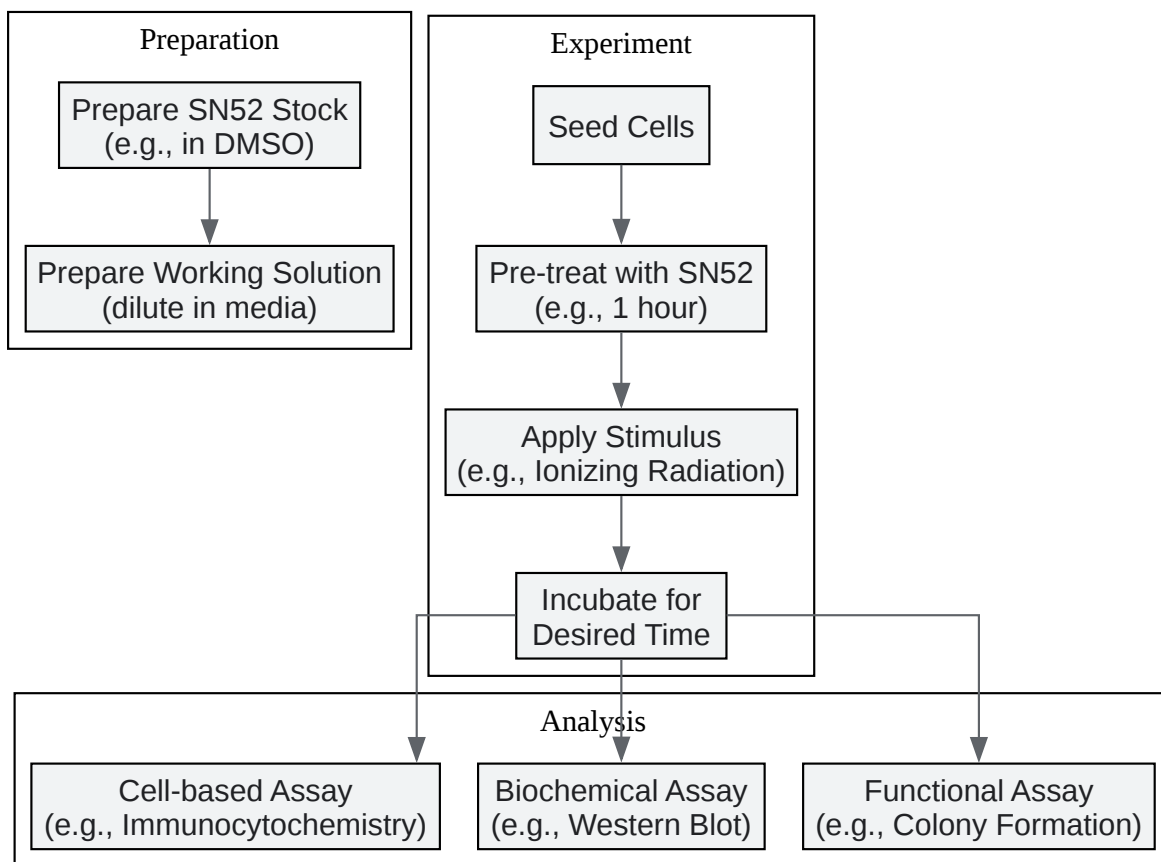 Preparation
Prepare SN52 Stock
(e.g., in DMSO)
Prepare Working Solution
(dilute in media)
Experiment
Seed Cells
Pre-treat with SN52
(e.g., 1 hour)
Apply Stimulus
(e.g., Ionizing Radiation)
Incubate for
Desired Time
Analysis
Cell-based Assay
(e.g., Immunocytochemistry)
Biochemical Assay
(e.g., Western Blot)
Functional Assay
(e.g., Colony Formation)